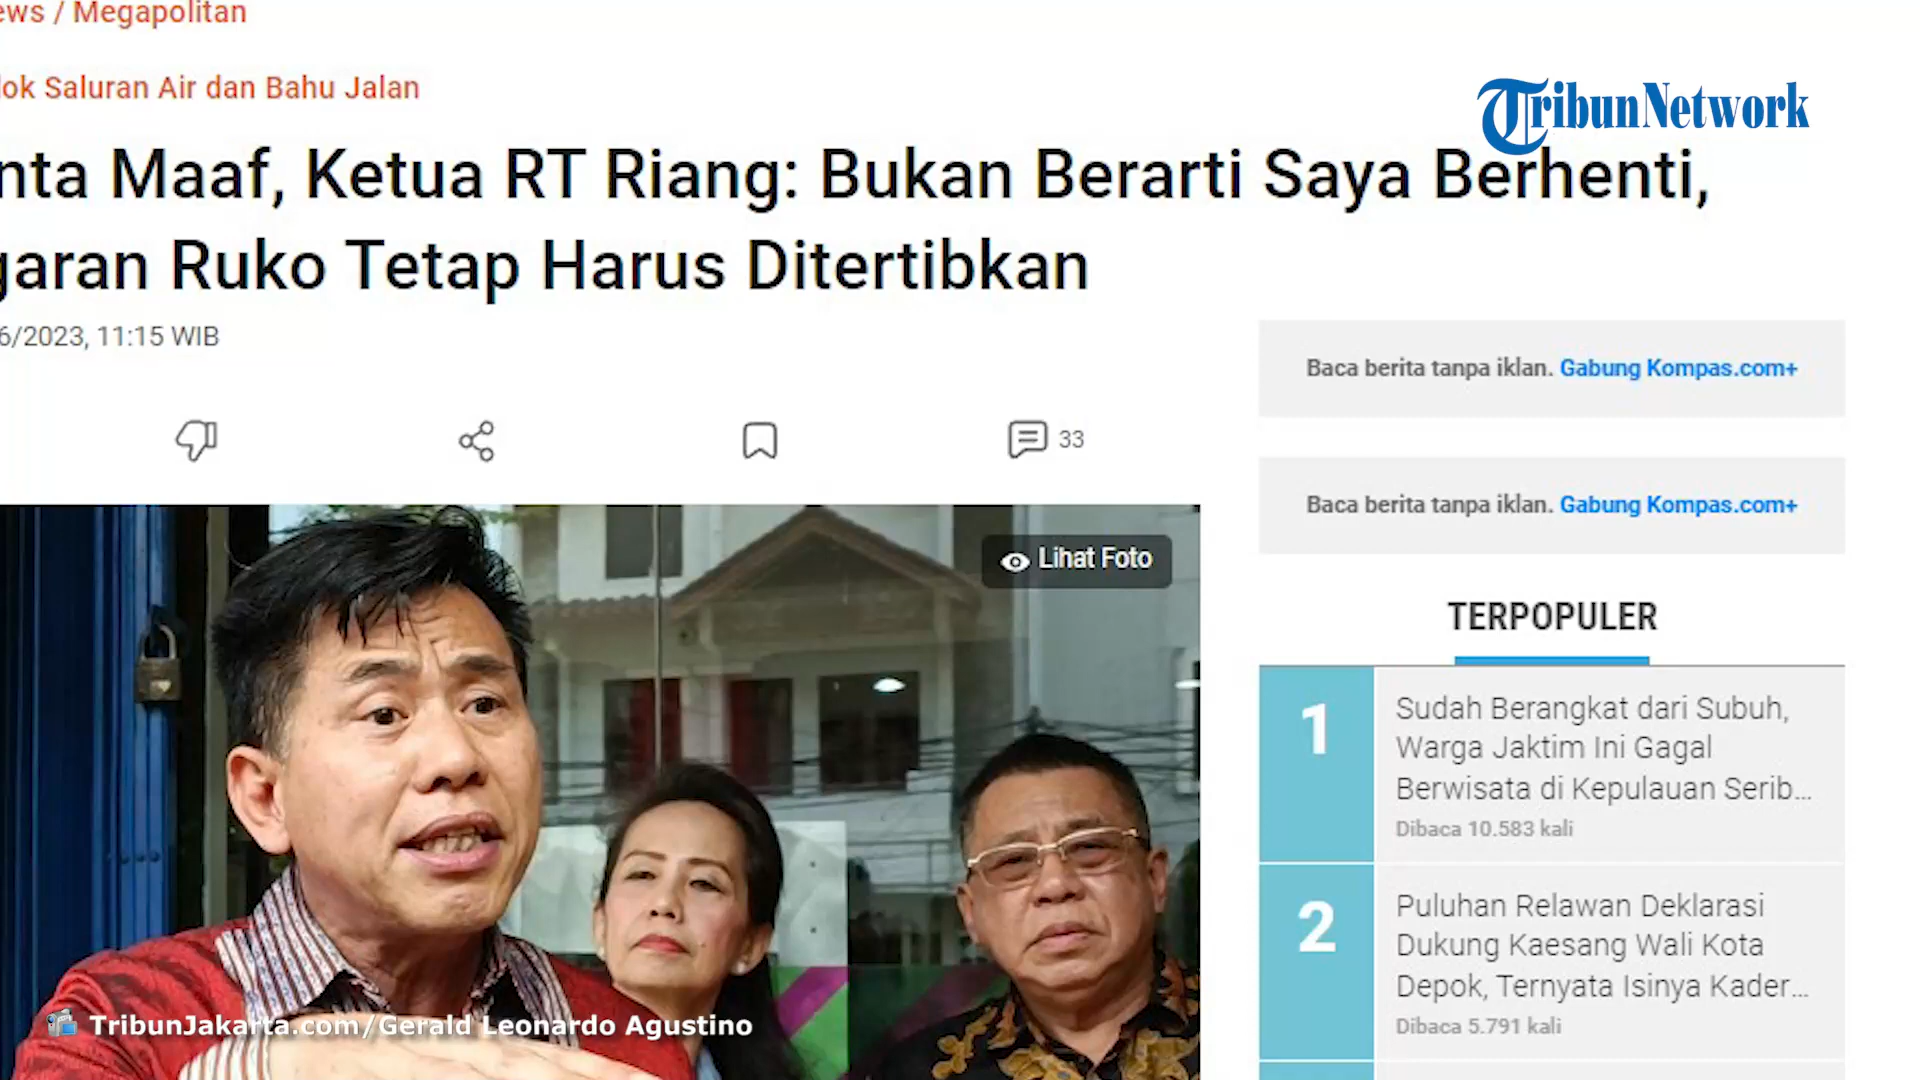 ews / Megapolitan
lok Saluran Air dan Bahu Jalan
TribunNetwork
nta Maaf, Ketua RT Riang: Bukan Berarti Saya Berhenti,
garan Ruko Tetap Harus Ditertibkan
6/2023, 11:15 WIB
Baca berita tanpa iklan. Gabung Kompas.com+
33
Baca berita tanpa iklan. Gabung Kompas.com+
Lihat Foto
TERPOPULER
1
Sudah Berangkat dari Subuh,
Warga Jaktim Ini Gagal
Berwisata di Kepulauan Serib...
Dibaca 10.583 kali
2
Puluhan Relawan Deklarasi
Dukung Kaesang Wali Kota
Depok, Ternyata Isinya Kader...
Dibaca 5.791 kali
TribunJakarta.com/Gerald Leonardo Agustino